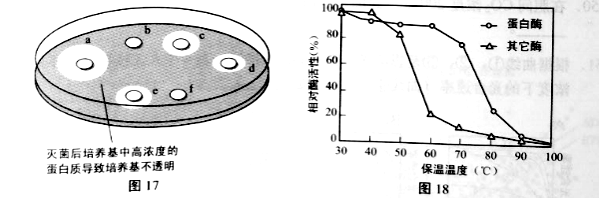 a
b
c
d
e
f
灭菌后培养基中高浓度的
蛋白质导致培养基不透明
图 17
相对酶活性(%)
100
80
60
40
20
0
蛋白酶
其它酶
30 40 50 60 70 80 90 100
保温温度 (℃)
图 18